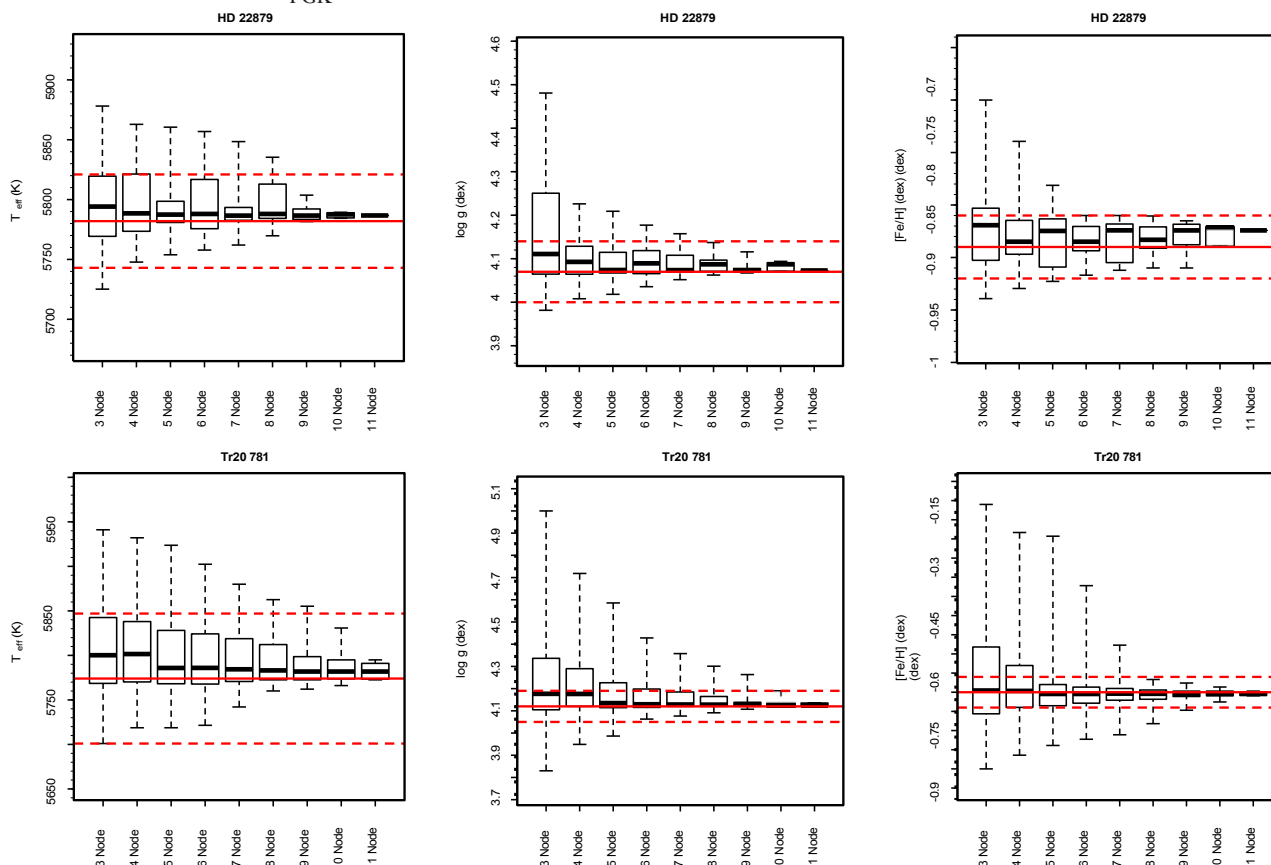 FGK
HD 22879
HD 22879
HD 22879
T eff (K)
5700
5750
5800
5850
5900
3 Node
4 Node
5 Node
6 Node
7 Node
8 Node
9 Node
10 Node
11 Node
log g (dex)
3.9
4
4.1
4.2
4.3
4.4
4.5
4.6
3 Node
4 Node
5 Node
6 Node
7 Node
8 Node
9 Node
10 Node
11 Node
[Fe/H] (dex) (dex)
-1
-0.95
-0.9
-0.85
-0.8
-0.75
-0.7
3 Node
4 Node
5 Node
6 Node
7 Node
8 Node
9 Node
10 Node
11 Node
Tr20 781
Tr20 781
Tr20 781
T eff (K)
5650
5750
5850
5950
3 Node
4 Node
5 Node
6 Node
7 Node
8 Node
9 Node
0 Node
1 Node
log g (dex)
3.7
3.9
4.1
4.3
4.5
4.7
4.9
5.1
3 Node
4 Node
5 Node
6 Node
7 Node
8 Node
9 Node
0 Node
1 Node
[Fe/H] (dex)
(dex)
-0.9
-0.75
-0.6
-0.45
-0.3
-0.15
3 Node
4 Node
5 Node
6 Node
7 Node
8 Node
9 Node
0 Node
1 Node